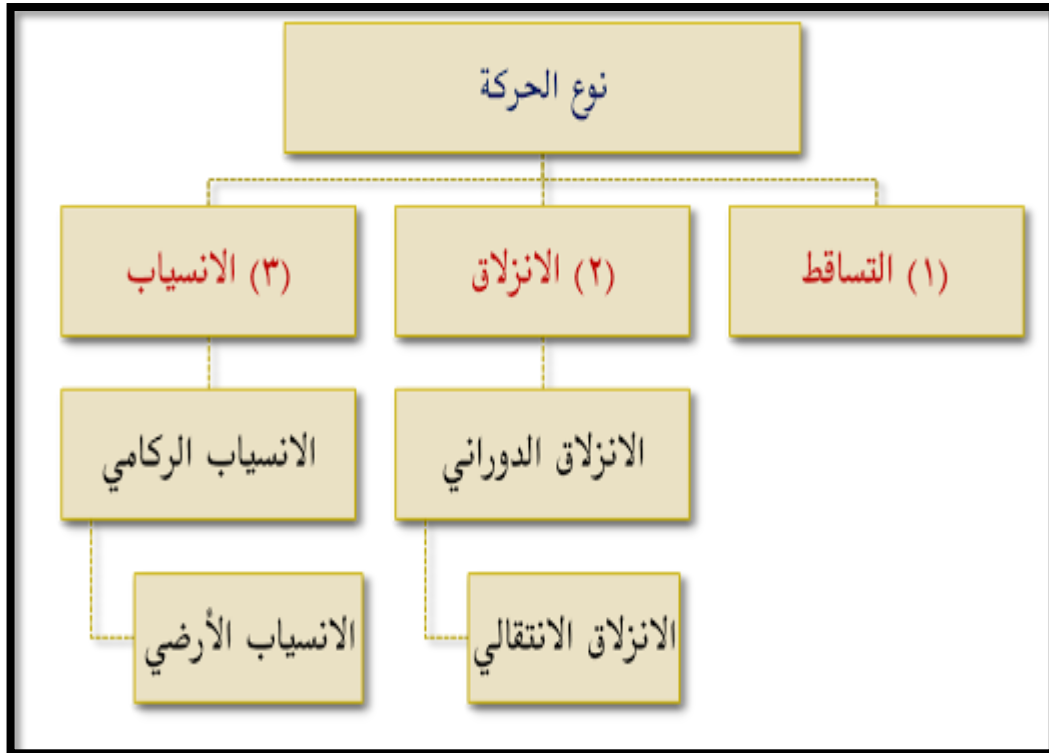 نوع الحركة
(١) التساقط
(٢) الانزلاق
(٣) الانسياب
الانزلاق الدوراني
الانسياب الركامي
الانزلاق الانتقالي
الانسياب الأرضي